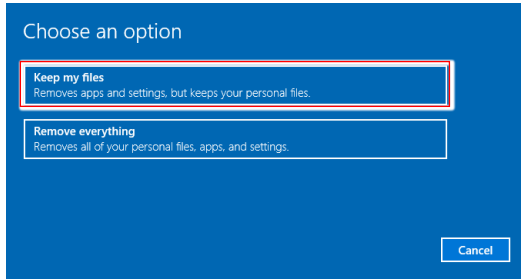 Choose an option
Keep my files
Removes apps and settings, but keeps your personal files.
Remove everything
Removes all of your personal files, apps, and settings.
Cancel